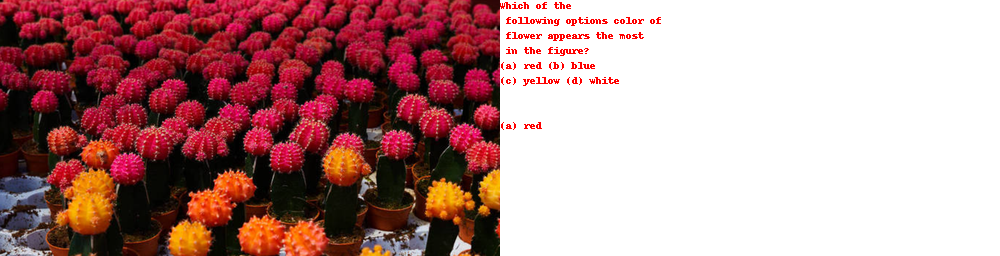 Which of the
following options color of
flower appears the most
in the figure?
(a) red (b) blue
(c) yellow (d) white
(a) red